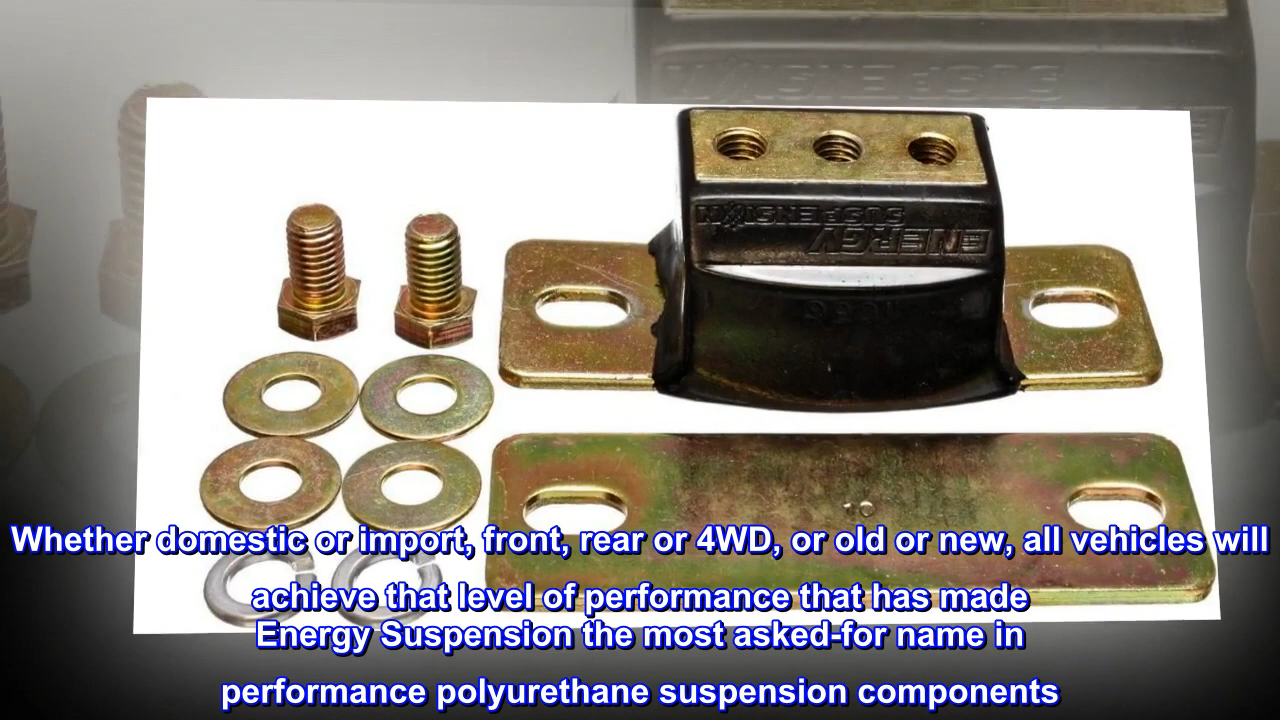 SUSPENSION
ENERGY
SUSPENSION
10
Whether domestic or import, front, rear or 4WD, or old or new, all vehicles will
achieve that level of performance that has made
Energy Suspension the most asked-for name in
performance polyurethane suspension components